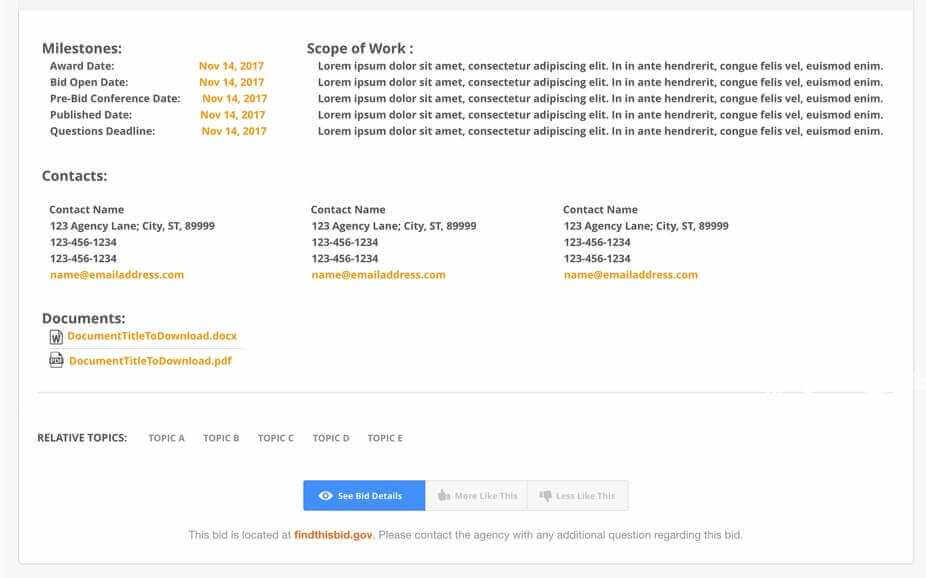 Milestones:
Award Date: Nov 14, 2017
Bid Open Date: Nov 14, 2017
Pre-Bid Conference Date: Nov 14, 2017
Published Date: Nov 14, 2017
Questions Deadline: Nov 14, 2017
Scope of Work :
Lorem ipsum dolor sit amet, consectetur adipiscing elit. In in ante hendrerit, congue felis vel, euismod enim.
Lorem ipsum dolor sit amet, consectetur adipiscing elit. In in ante hendrerit, congue felis vel, euismod enim.
Lorem ipsum dolor sit amet, consectetur adipiscing elit. In in ante hendrerit, congue felis vel, euismod enim.
Lorem ipsum dolor sit amet, consectetur adipiscing elit. In in ante hendrerit, congue felis vel, euismod enim.
Lorem ipsum dolor sit amet, consectetur adipiscing elit. In in ante hendrerit, congue felis vel, euismod enim.
Contacts:
Contact Name
123 Agency Lane; City, ST, 89999
123-456-1234
123-456-1234
name@emailaddress.com
Contact Name
123 Agency Lane; City, ST, 89999
123-456-1234
123-456-1234
name@emailaddress.com
Contact Name
123 Agency Lane; City, ST, 89999
123-456-1234
123-456-1234
name@emailaddress.com
Documents:
W DocumentTitleToDownload.docx
PDF DocumentTitleToDownload.pdf
RELATIVE TOPICS: TOPIC A TOPIC B TOPIC C TOPIC D TOPIC E
See Bid Details More Like This Less Like This
This bid is located at findthisbid.gov. Please contact the agency with any additional question regarding this bid.